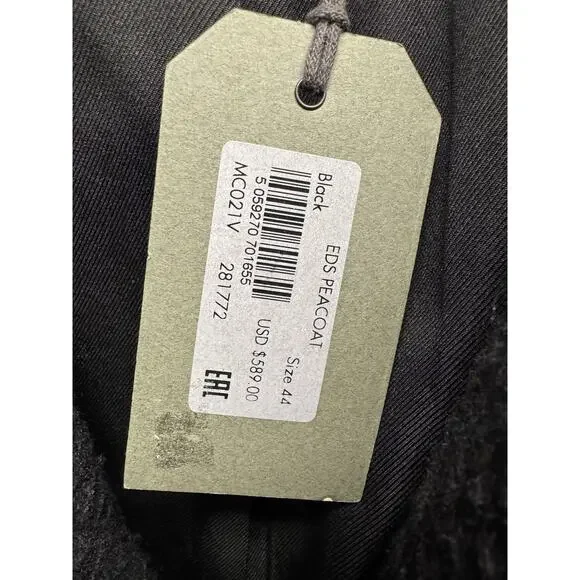 EDS PEACOAT
Black
Size 44
5 059270 701655
USD $589.00
MC021V
281772
EAC